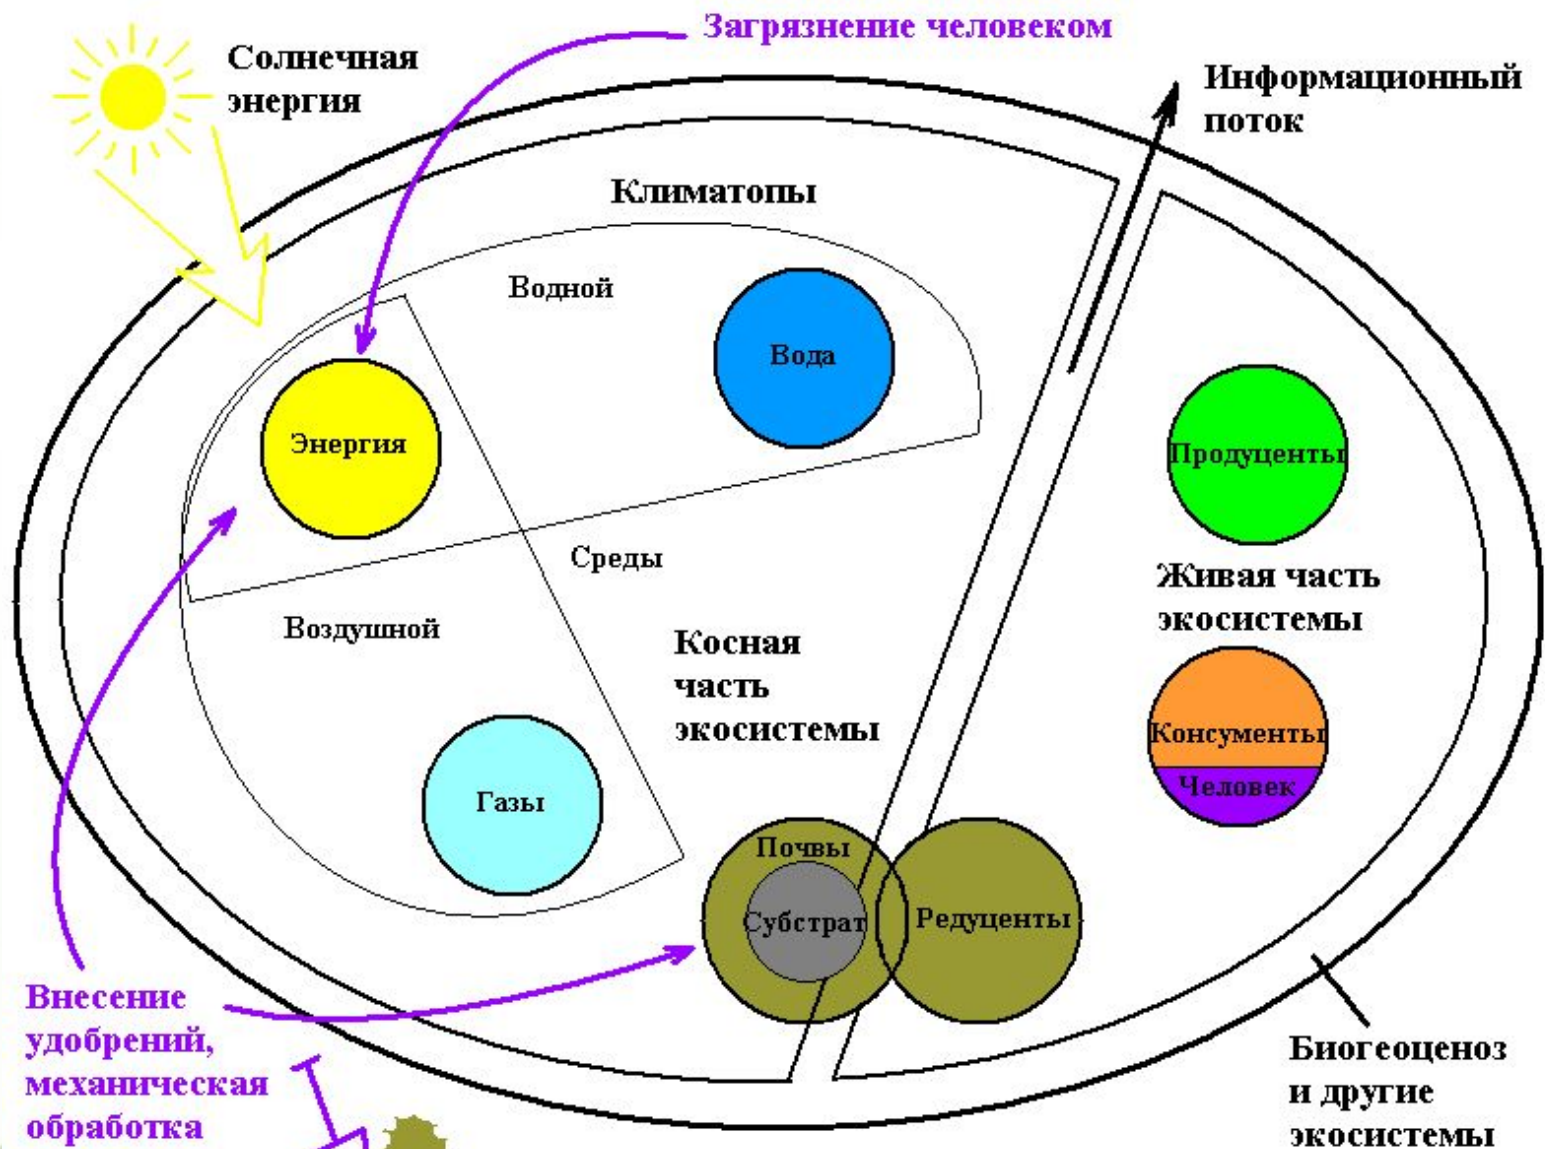 Загрязнение человеком
Солнечная
энергия
Информационный
поток
Климатопы
Водной
Вода
Энергия
Продуценты
Среды
Живая часть
экосистемы
Воздушной
Косная
часть
экосистемы
Консументы
Человек
Газы
Почвы
Субстрат
Редуценты
Внесение
удобрений,
механическая
обработка
Биогеоценоз
и другие
экосистемы